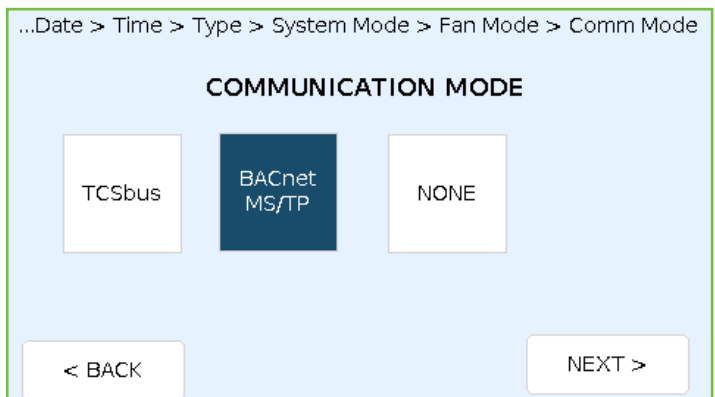 ...Date > Time > Type > System Mode > Fan Mode > Comm Mode
COMMUNICATION MODE
TCSbus
BACnet
MS/TP
NONE
< BACK
NEXT >